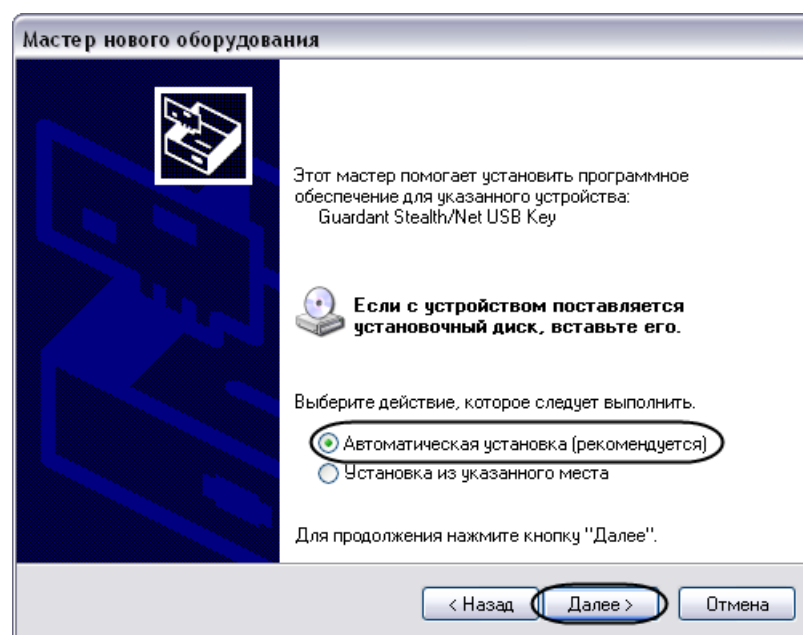 Мастер нового оборудования
Этот мастер помогает установить программное
обеспечение для указанного устройства:
Guardant Stealth/Net USB Key
Если с устройством поставляется
установочный диск, вставьте его.
Выберите действие, которое следует выполнить.
Автоматическая установка (рекомендуется)
Установка из указанного места
Для продолжения нажмите кнопку "Далее".
< Назад Далее > Отмена